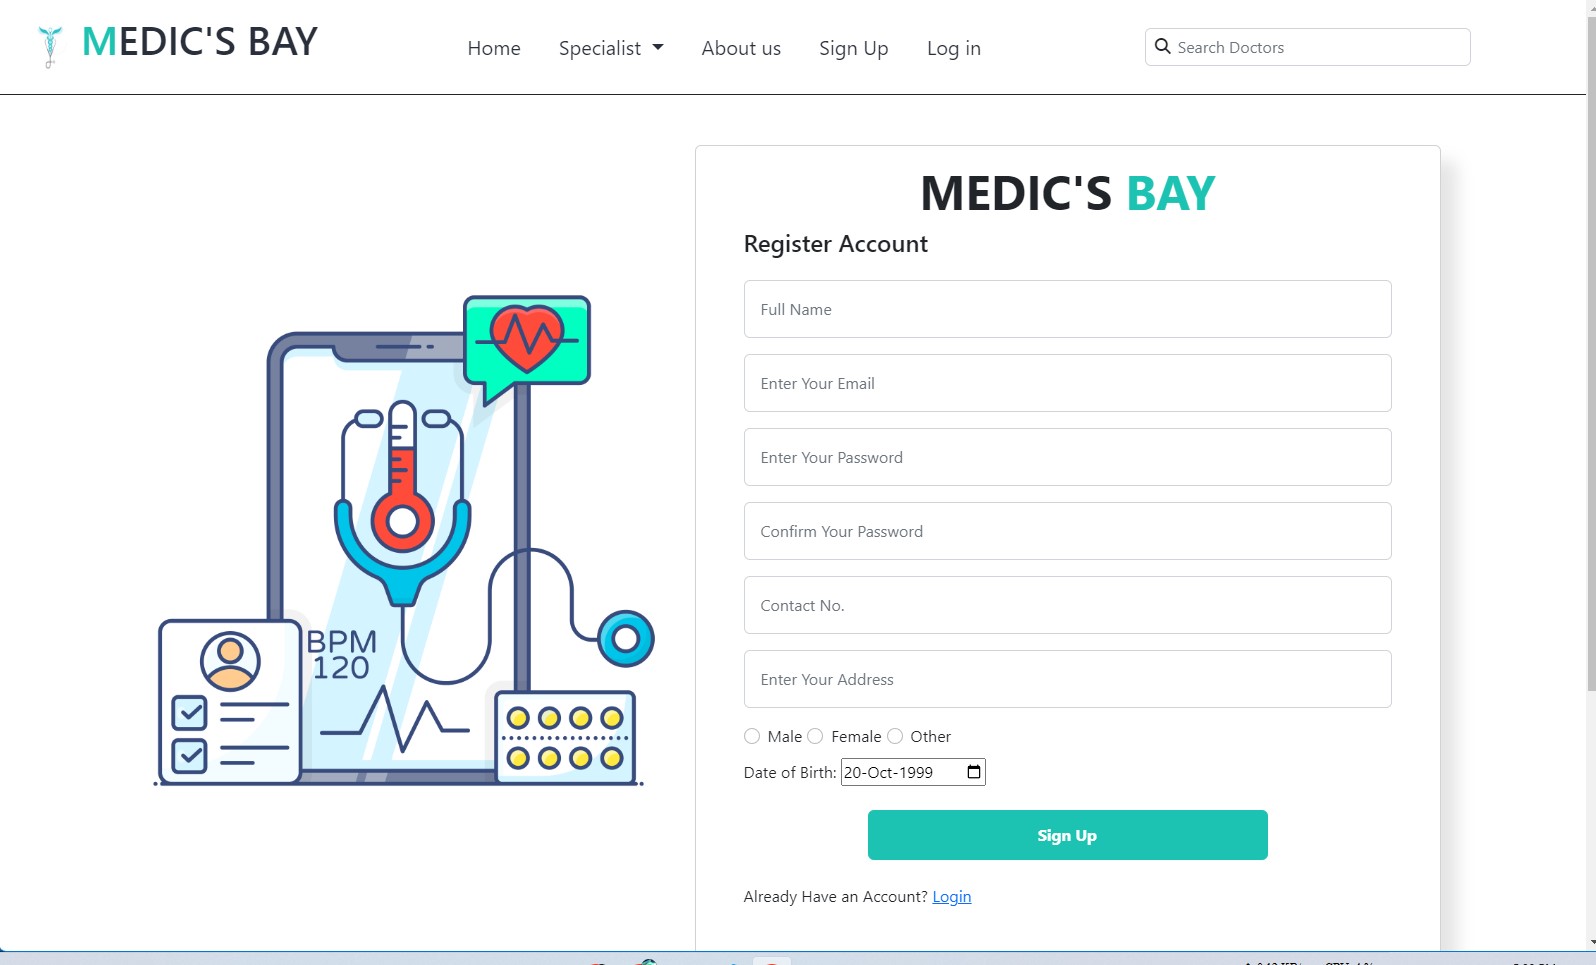 MEDIC'S BAY
Home Specialist About us Sign Up Log in
Search Doctors
MEDIC'S BAY
Register Account
Full Name
Enter Your Email
Enter Your Password
Confirm Your Password
Contact No.
Enter Your Address
Male Female Other
Date of Birth: 20-Oct-1999
Sign Up
Already Have an Account? Login
BPM
120